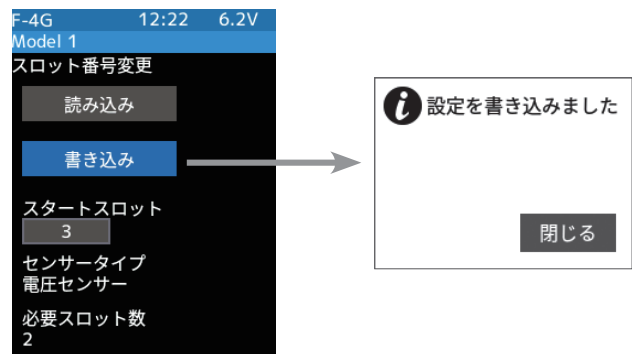 F-4G 12:22 6.2V
Model 1
スロット番号変更
読み込み
書き込み
スタートスロット
3
センサータイプ
電圧センサー
必要スロット数
2
i 設定を書き込みました
閉じる